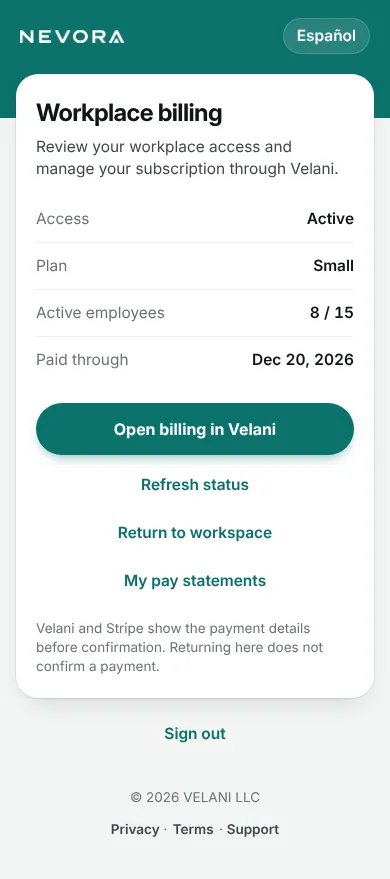 NEVORA
Español
Workplace billing
Review your workplace access and
manage your subscription through Velani.
Access Active
Plan Small
Active employees 8 / 15
Paid through Dec 20, 2026
Open billing in Velani
Refresh status
Return to workspace
My pay statements
Velani and Stripe show the payment details
before confirmation. Returning here does not
confirm a payment.
Sign out
© 2026 VELANI LLC
Privacy · Terms · Support